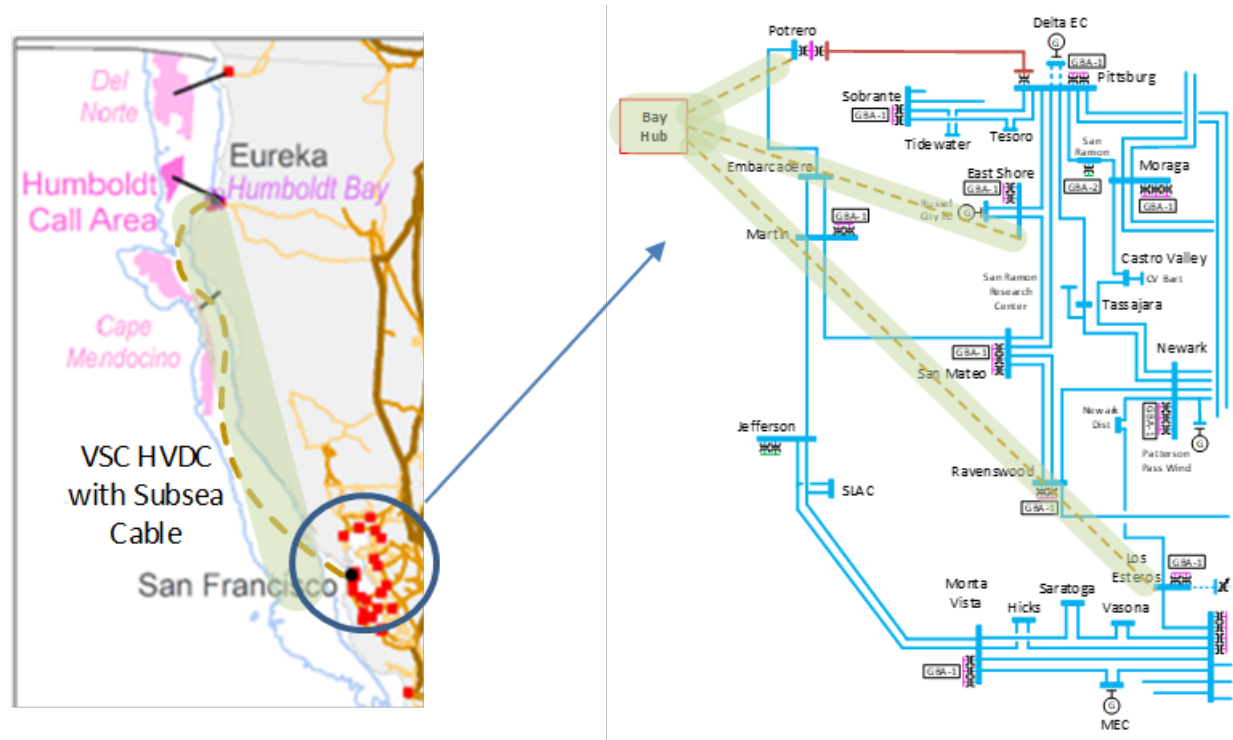 Del
Norte
Eureka
Humboldt
Call Area
Humboldt Bay
Cape
Mendocino
VSC HVDC
with Subsea
Cable
San Francisco
Potrero
Delta EC
G
GBA-1
Pittsburg
Bay
Hub
Sobrante
GBA-1
Tidewater
Tesoro
San
Ramon
GBA-2
Moraga
GBA-1
Embarcadero
East Shore
GBA-1
Russel
City EC
G
GBA-1
Martin
San Ramon
Research
Center
Castro Valley
CV Bart
Tassajara
GBA-1
San Mateo
Newark
Newark
Dist
GBA-1
G
Patterson
Pass Wind
Jefferson
SLAC
Ravenswood
GBA-1
Los
Esteros
GBA-1
Monta
Vista
Hicks
Saratoga
Vasona
GBA-1
G
MEC